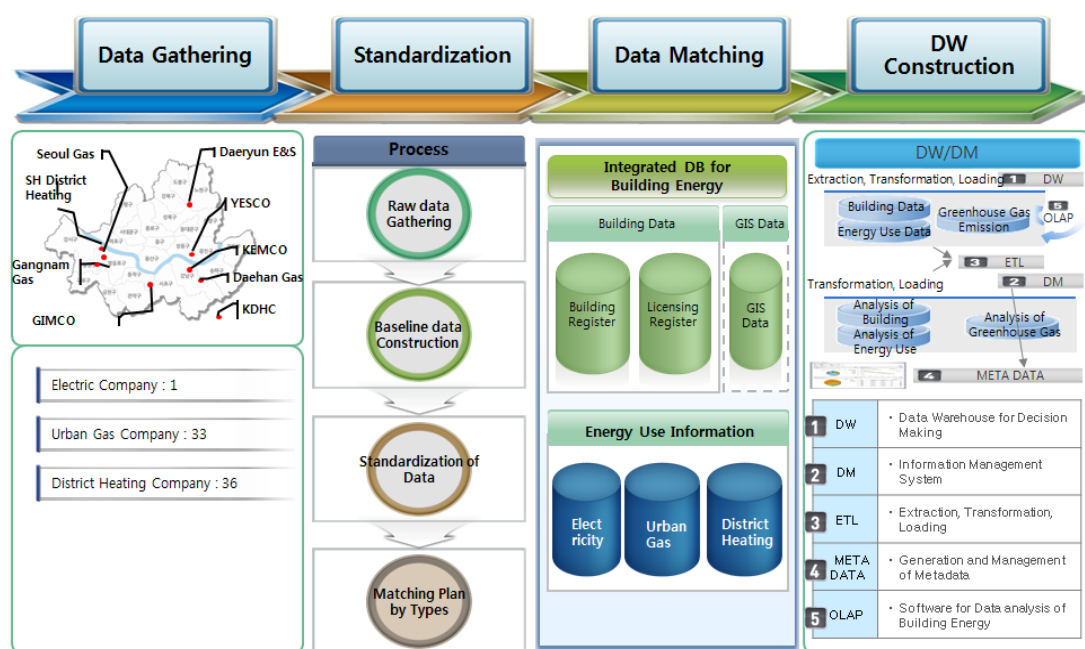 Data Gathering
Standardization
Data Matching
DW
Construction
Seoul Gas
Daeryun E&S
SH District
Heating
YESCO
KEMCO
Gangnam
Gas
Daehan Gas
GIMCO
KDHC
Electric Company : 1
Urban Gas Company : 33
District Heating Company : 36
Process
Raw data
Gathering
Baseline data
Construction
Standardization of
Data
Matching Plan
by Types
Integrated DB for
Building Energy
Building Data
GIS Data
Building
Register
Licensing
Register
GIS
Data
Energy Use Information
Elect
ricity
Urban
Gas
District
Heating
DW/DM
Extraction, Transformation, Loading 1 DW
Building Data
Energy Use Data
Greenhouse Gas
Emission
5
OLAP
3 ETL
2 DM
Transformation, Loading
Analysis of
Building
Analysis of
Energy Use
Analysis of
Greenhouse Gas
4 META DATA
1 DW
· Data Warehouse for Decision
Making
2 DM
· Information Management
System
3 ETL
· Extraction, Transformation,
Loading
4 META
DATA
· Generation and Management
of Metadata
5 OLAP
· Software for Data analysis of
Building Energy